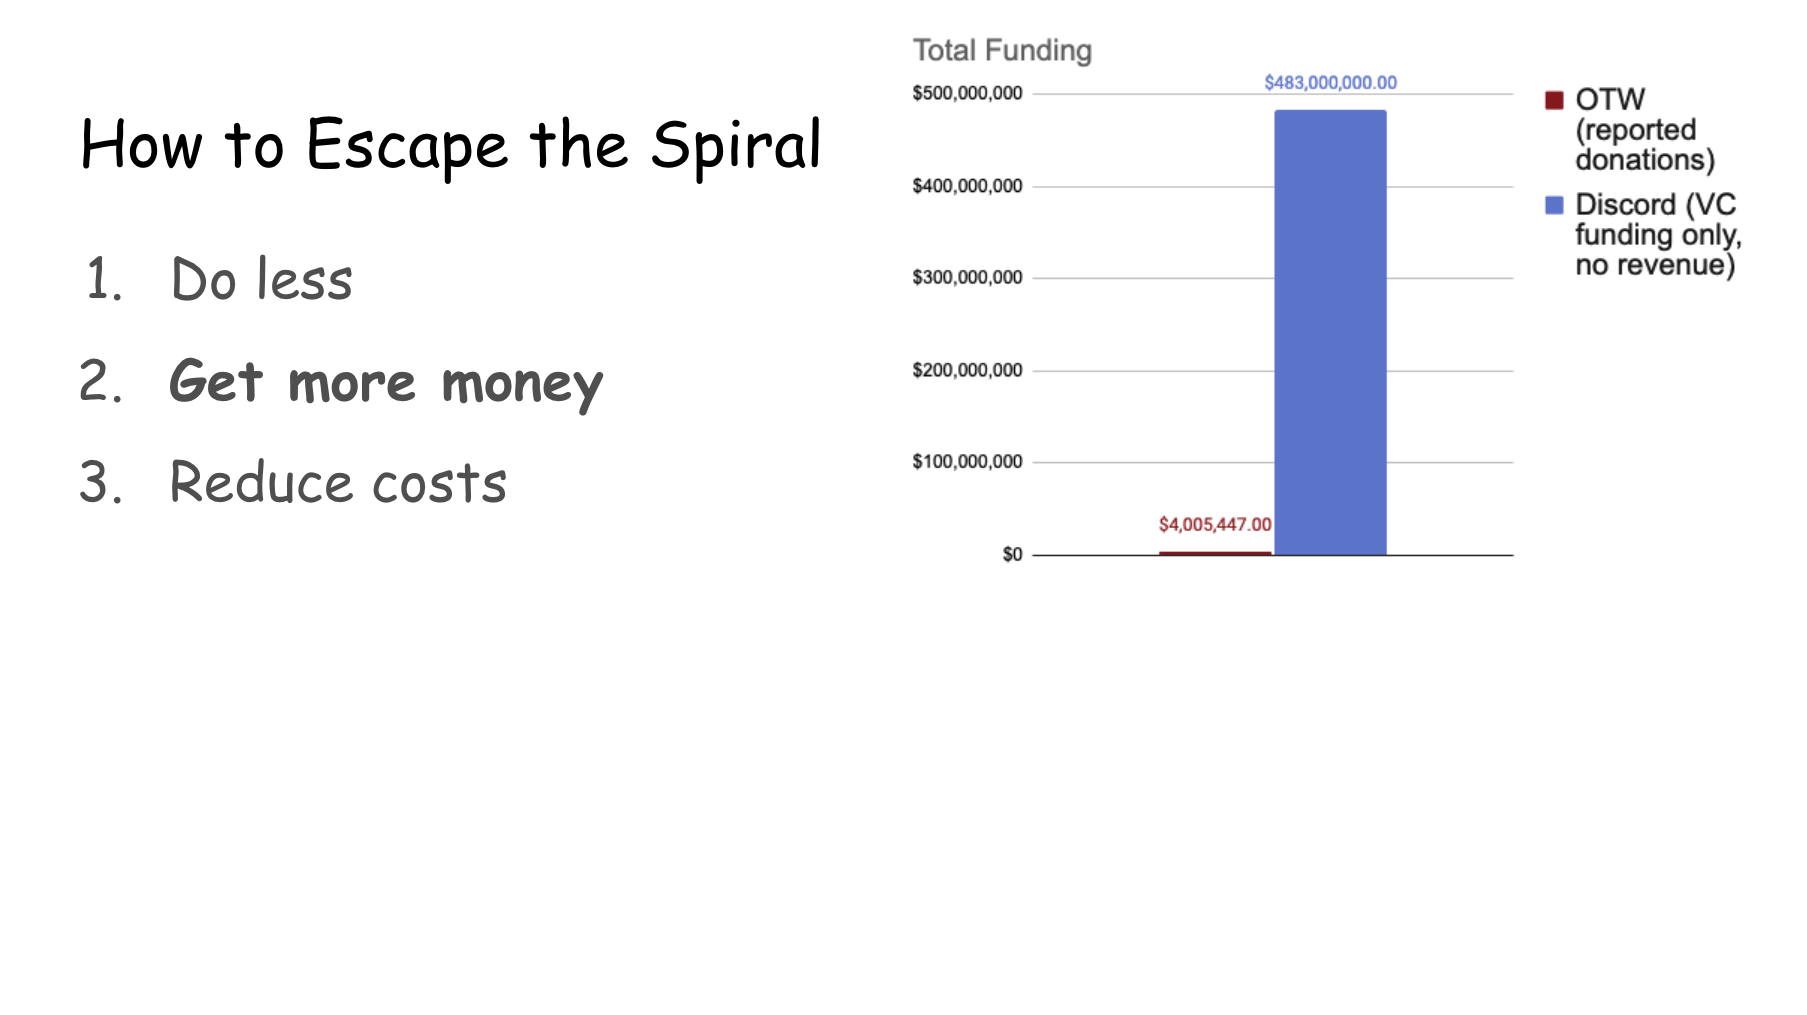 How to Escape the Spiral
1. Do less
2. Get more money
3. Reduce costs
Total Funding
$483,000,000.00
$500,000,000
$400,000,000
$300,000,000
$200,000,000
$100,000,000
$4,005,447.00
$0
OTW
(reported
donations)
Discord (VC
funding only,
no revenue)